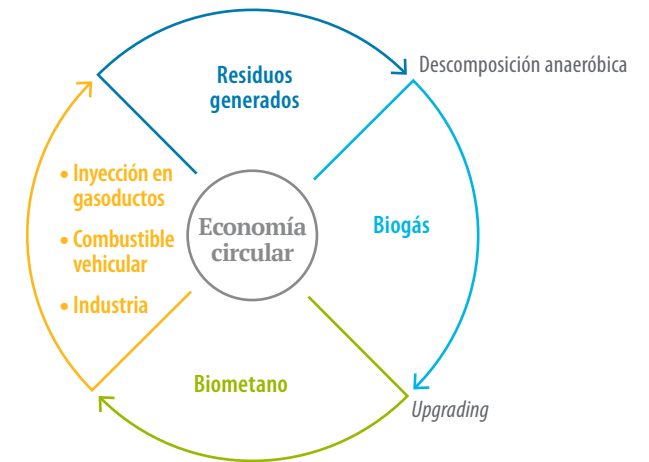 Residuos
generados
Descomposición anaeróbica
• Inyección en
gasoductos
• Combustible
vehicular
• Industria
Economía
circular
Biogás
Biometano
Upgrading